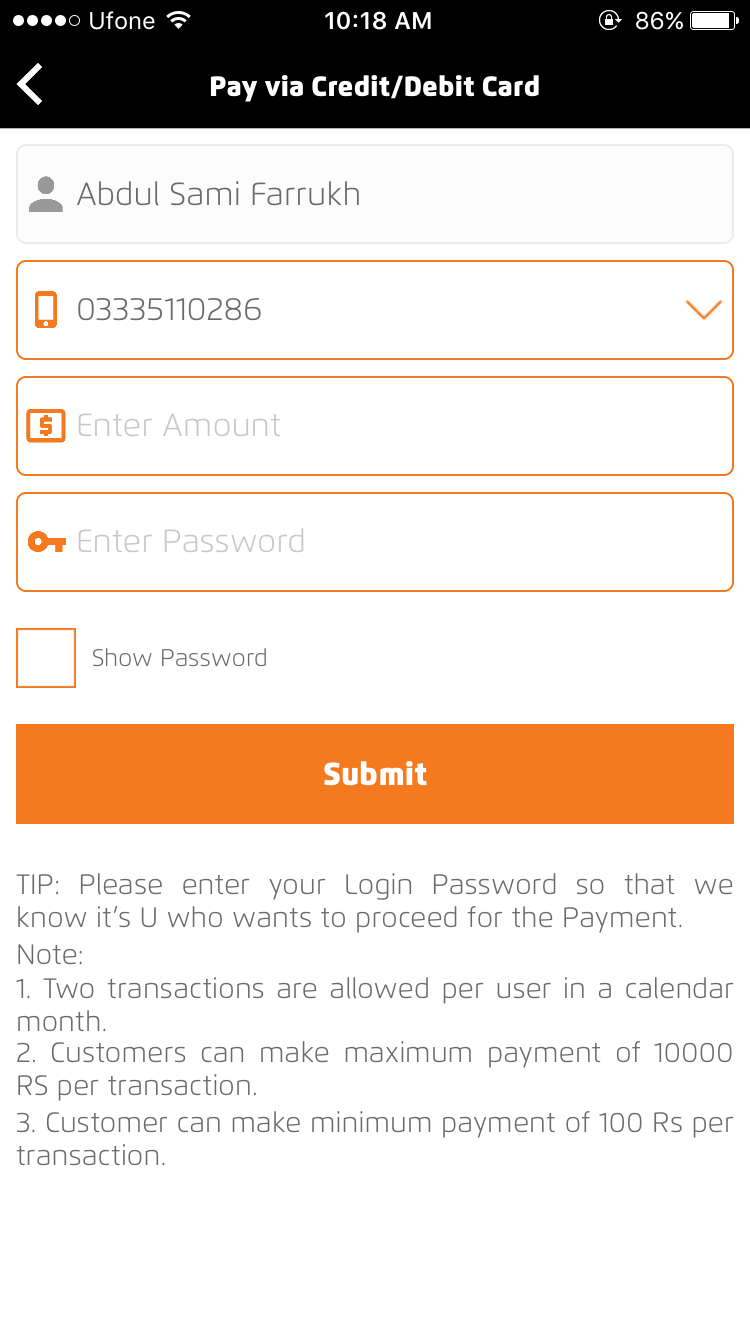 Ufone 10:18 AM 86%
Pay via Credit/Debit Card
Abdul Sami Farrukh
03335110286
$ Enter Amount
Enter Password
Show Password
Submit
TIP: Please enter your Login Password so that we
know it's U who wants to proceed for the Payment.
Note:
1. Two transactions are allowed per user in a calendar
month.
2. Customers can make maximum payment of 10000
RS per transaction.
3. Customer can make minimum payment of 100 Rs per
transaction.